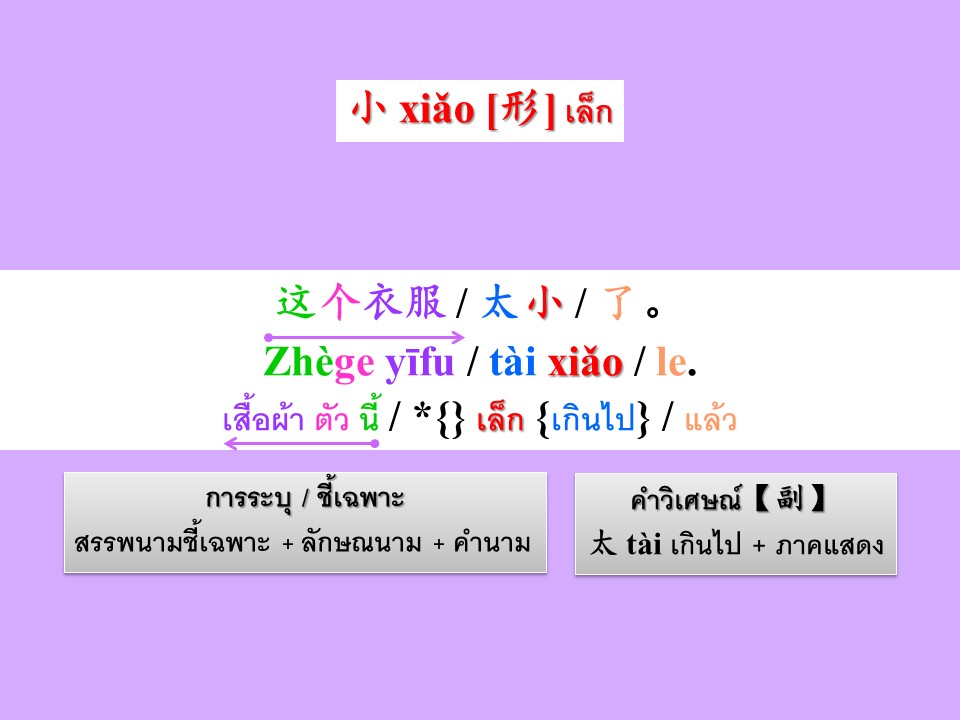 小 xiǎo [形] เล็ก
这个衣服 / 太小 / 了。
Zhège yīfu / tài xiǎo / le.
เสื้อผ้า ตัว นี้ / *{} เล็ก {เกินไป} / แล้ว
การระบุ / ชี้เฉพาะ
สรรพนามชี้เฉพาะ + ลักษณนาม + คำนาม
คำวิเศษณ์【副】
太 tài เกินไป + ภาคแสดง